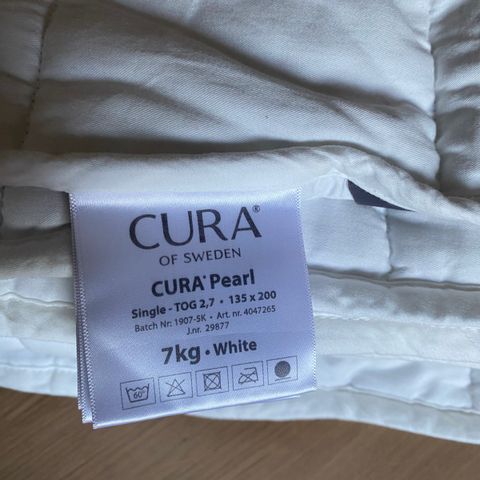 CURA®
OF SWEDEN
CURA® Pearl
Single - TOG 2,7 • 135 x 200
Batch Nr: 1907-5K • Art. nr. 4047265
J.nr. 29877
7kg • White
60°